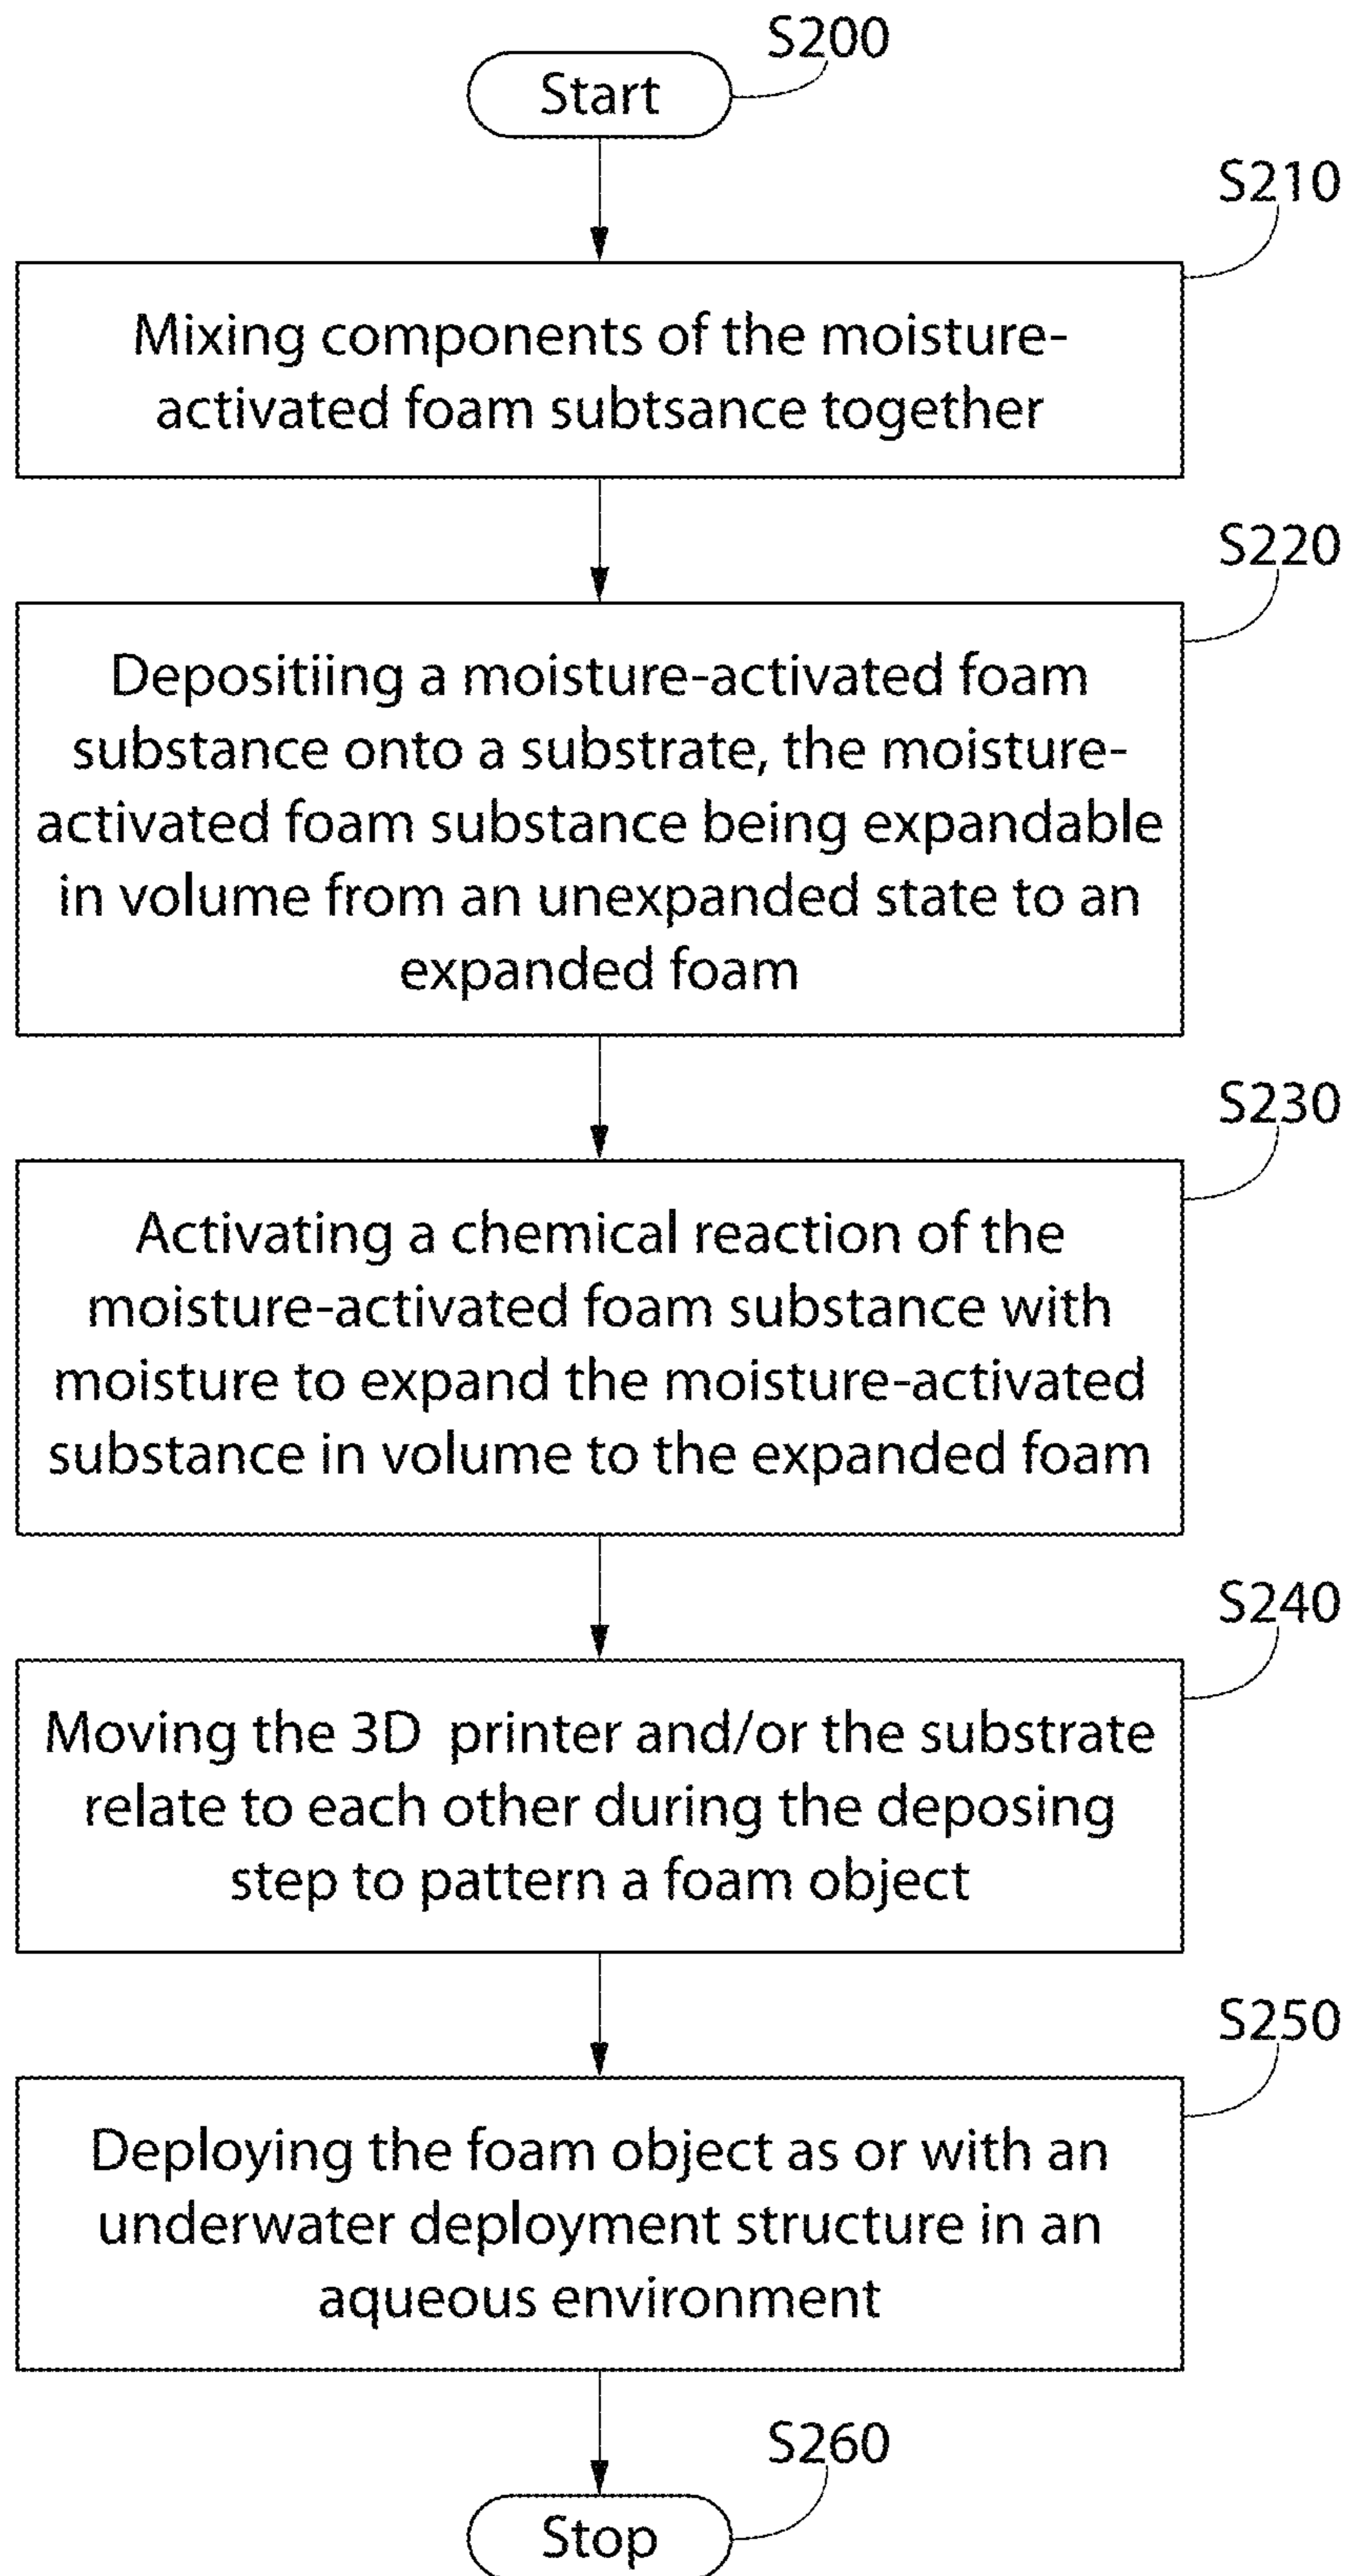 S200
Start
S210
Mixing components of the moisture-
activated foam subtsance together
S220
Depositiing a moisture-activated foam
substance onto a substrate, the moisture-
activated foam substance being expandable
in volume from an unexpanded state to an
expanded foam
S230
Activating a chemical reaction of the
moisture-activated foam substance with
moisture to expand the moisture-activated
substance in volume to the expanded foam
S240
Moving the 3D printer and/or the substrate
relate to each other during the deposing
step to pattern a foam object
S250
Deploying the foam object as or with an
underwater deployment structure in an
aqueous environment
S260
Stop